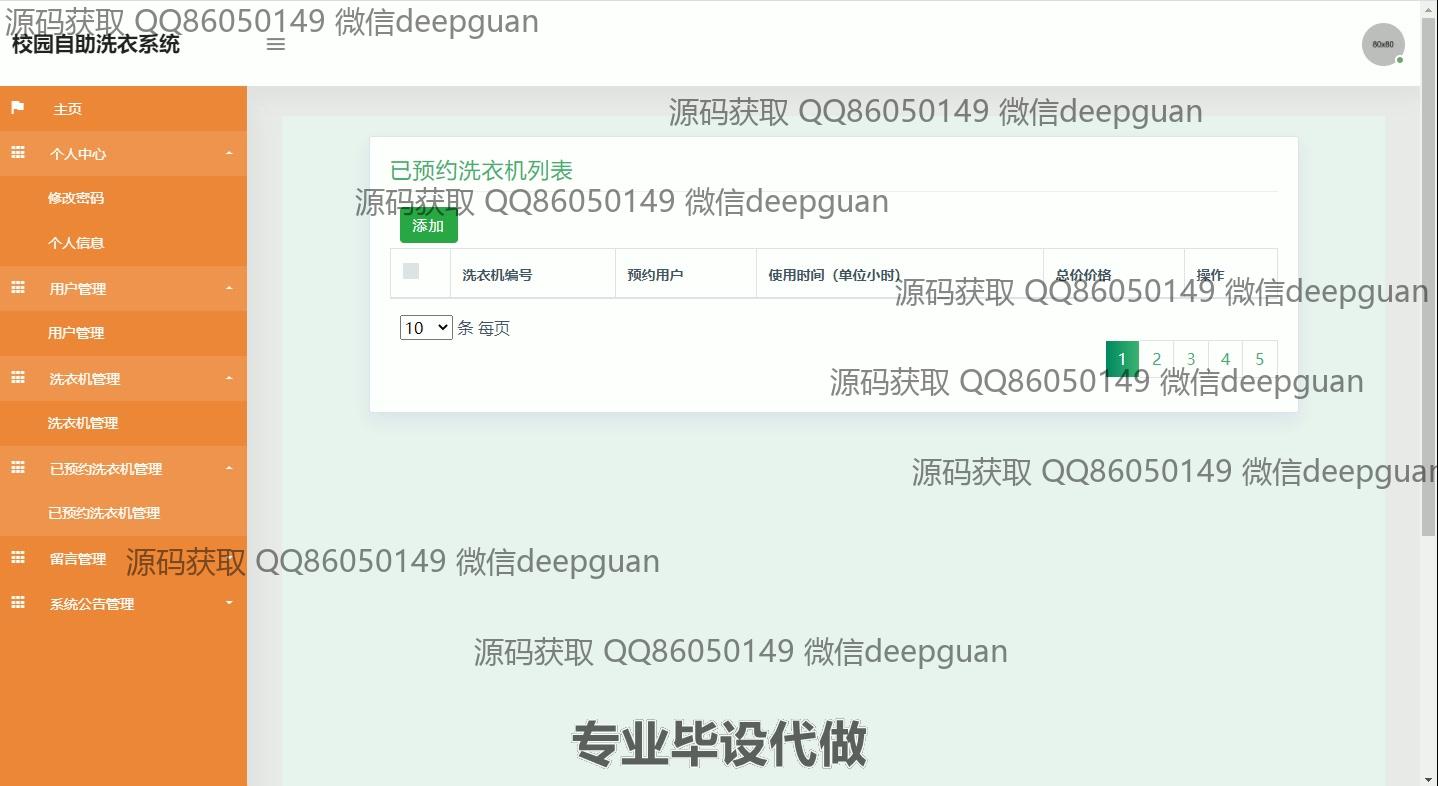 源码获取 QQ86050149 微信deepguan
校园自助洗衣系统
80x80
主页
个人中心
修改密码
个人信息
用户管理
用户管理
洗衣机管理
洗衣机管理
已预约洗衣机管理
已预约洗衣机管理
留言管理
系统公告管理
源码获取 QQ86050149 微信deepguan
已预约洗衣机列表
源码获取 QQ86050149 微信deepguan
添加
洗衣机编号 预约用户 使用时间（单位小时） 总价价格 操作
源码获取 QQ86050149 微信deepguan
10 条 每页
1 2 3 4 5
源码获取 QQ86050149 微信deepguan
源码获取 QQ86050149 微信deepguan
源码获取 QQ86050149 微信deepguan
源码获取 QQ86050149 微信deepguan
专业毕设代做